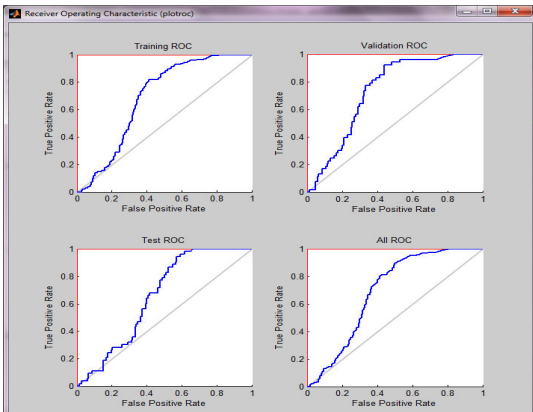 Receiver Operating Characteristic (plotroc)
Training ROC
True Positive Rate
1
0.8
0.6
0.4
0.2
0
0 0.2 0.4 0.6 0.8 1
False Positive Rate
Validation ROC
True Positive Rate
1
0.8
0.6
0.4
0.2
0
0 0.2 0.4 0.6 0.8 1
False Positive Rate
Test ROC
True Positive Rate
1
0.8
0.6
0.4
0.2
0
0 0.2 0.4 0.6 0.8 1
False Positive Rate
All ROC
True Positive Rate
1
0.8
0.6
0.4
0.2
0
0 0.2 0.4 0.6 0.8 1
False Positive Rate